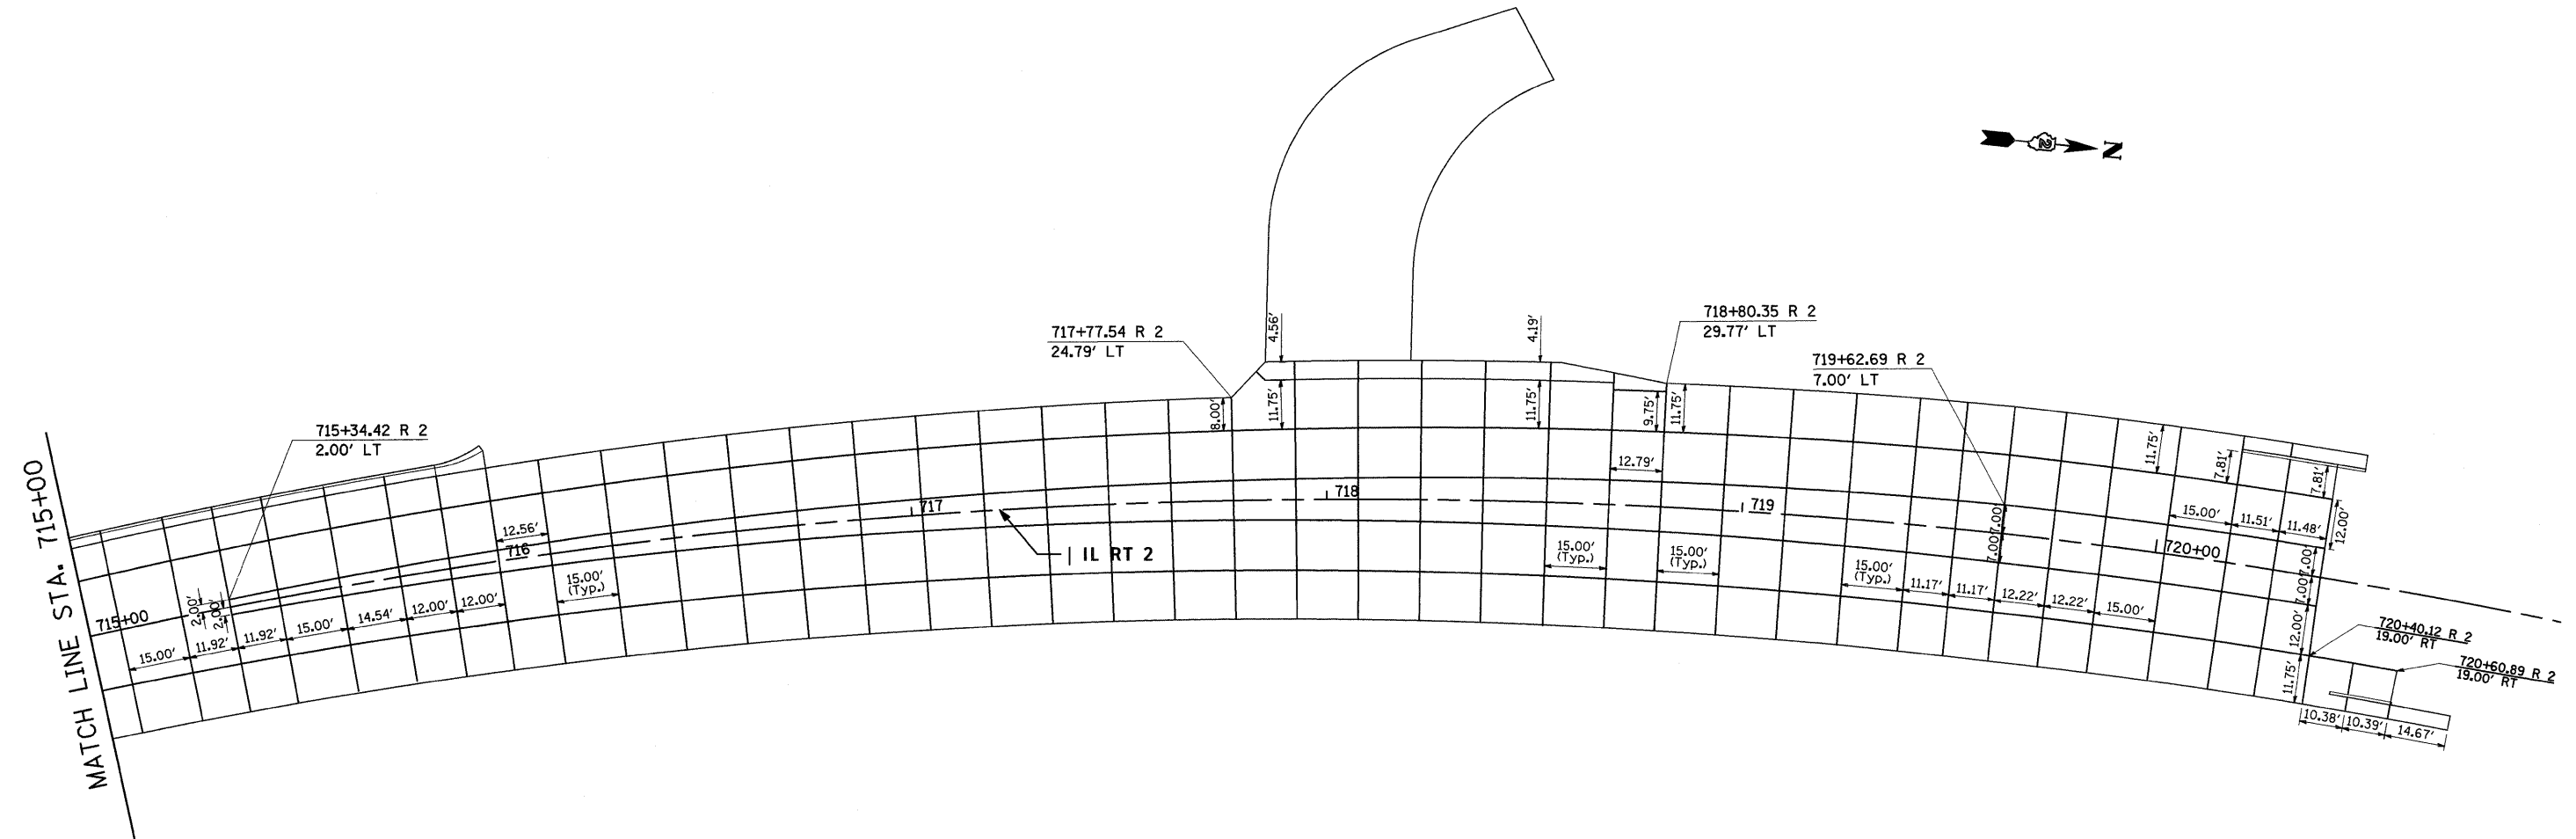 N
2
717+77.54 R 2
24.79' LT
4.56'
4.19'
718+80.35 R 2
29.77' LT
719+62.69 R 2
7.00' LT
715+34.42 R 2
2.00' LT
8.00'
11.75'
11.75'
9.75'
11.75'
11.75'
7.81'
7.81'
12.79'
12.56'
716
717
718
719
720+00
15.00'
11.51'
11.48'
12.00'
7.00'
7.00'
7.00'
7.00'
IL RT 2
15.00'
(Typ.)
15.00'
(Typ.)
15.00'
(Typ.)
15.00'
(Typ.)
11.17'
11.17'
12.22'
12.22'
15.00'
12.00'
11.75'
MATCH LINE STA. 715+00
715+00
2.00'
2.00'
15.00'
11.92'
11.92'
15.00'
14.54'
12.00'
12.00'
720+40.12 R 2
19.00' RT
720+60.89 R 2
19.00' RT
10.38'
10.39'
14.67'